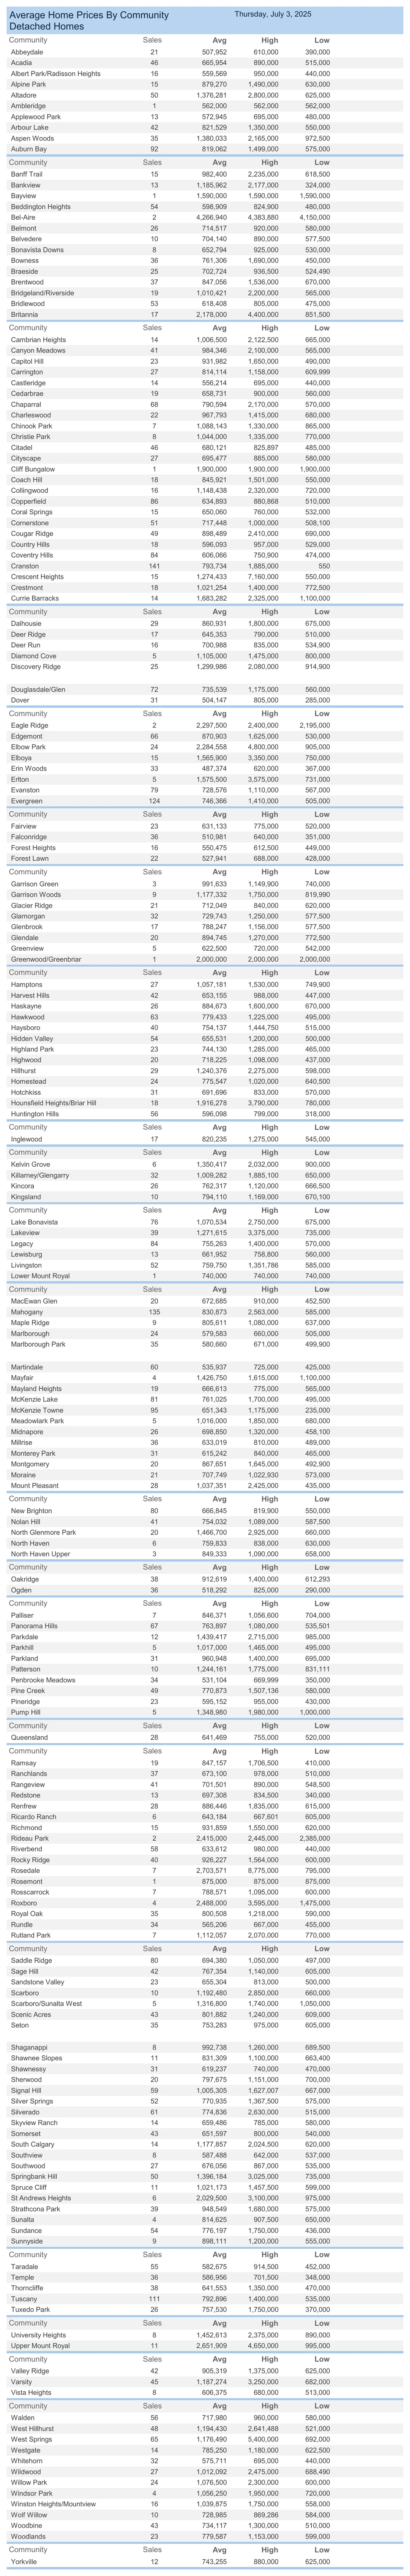 Average Home Prices By Community Thursday, July 3, 2025
Detached Homes
Community Sales Avg High Low
Abbeydale 21 507,952 610,000 390,000
Acadia 46 665,954 890,000 515,000
Albert Park/Radisson Heights 16 559,569 950,000 440,000
Alpine Park 15 879,270 1,490,000 630,000
Altadore 50 1,376,281 2,800,000 625,000
Ambleridge 1 562,000 562,000 562,000
Applewood Park 13 572,945 695,000 480,000
Arbour Lake 42 821,529 1,350,000 550,000
Aspen Woods 35 1,380,033 2,165,000 972,500
Auburn Bay 92 819,062 1,499,000 575,000
Community Sales Avg High Low
Banff Trail 15 982,400 2,235,000 618,500
Bankview 13 1,185,962 2,177,000 324,000
Bayview 1 1,590,000 1,590,000 1,590,000
Beddington Heights 54 598,909 824,900 480,000
Bel-Aire 2 4,266,940 4,383,880 4,150,000
Belmont 26 714,517 920,000 580,000
Belvedere 10 704,140 890,000 577,500
Bonavista Downs 8 652,794 925,000 530,000
Bowness 36 761,306 1,690,000 450,000
Braeside 25 702,724 936,500 524,490
Brentwood 37 847,056 1,536,000 670,000
Bridgeland/Riverside 19 1,010,421 2,200,000 565,000
Bridlewood 53 618,408 805,000 475,000
Britannia 17 2,178,000 4,400,000 851,500
Community Sales Avg High Low
Cambrian Heights 14 1,006,500 2,122,500 665,000
Canyon Meadows 41 984,346 2,100,000 565,000
Capitol Hill 23 931,982 1,650,000 490,000
Carrington 27 814,114 1,158,000 609,999
Castleridge 14 556,214 695,000 440,000
Cedarbrae 19 658,731 900,000 560,000
Chaparral 68 790,594 2,170,000 570,000
Charleswood 22 967,793 1,415,000 680,000
Chinook Park 7 1,088,143 1,330,000 865,000
Christie Park 8 1,044,000 1,335,000 770,000
Citadel 46 680,121 825,897 485,000
Cityscape 27 695,477 885,000 580,000
Cliff Bungalow 1 1,900,000 1,900,000 1,900,000
Coach Hill 18 845,921 1,501,000 550,000
Collingwood 16 1,148,438 2,320,000 720,000
Copperfield 86 634,893 880,868 510,000
Coral Springs 15 650,060 760,000 532,000
Cornerstone 51 717,448 1,000,000 508,100
Cougar Ridge 49 898,489 2,410,000 690,000
Country Hills 18 596,093 957,000 529,000
Coventry Hills 84 606,066 750,900 474,000
Cranston 141 793,734 1,885,000 550
Crescent Heights 15 1,274,433 7,160,000 550,000
Crestmont 18 1,021,254 1,400,000 772,500
Currie Barracks 14 1,683,282 2,325,000 1,100,000
Community Sales Avg High Low
Dalhousie 29 860,931 1,800,000 675,000
Deer Ridge 17 645,353 790,000 510,000
Deer Run 16 700,988 835,000 534,900
Diamond Cove 5 1,105,000 1,475,000 800,000
Discovery Ridge 25 1,299,986 2,080,000 914,900
Douglasdale/Glen 72 735,539 1,175,000 560,000
Dover 31 504,147 805,000 285,000
Community Sales Avg High Low
Eagle Ridge 2 2,297,500 2,400,000 2,195,000
Edgemont 66 870,903 1,625,000 530,000
Elbow Park 24 2,284,558 4,800,000 905,000
Elboya 15 1,565,900 3,350,000 750,000
Erin Woods 33 487,374 620,000 367,000
Erlton 5 1,575,500 3,575,000 731,000
Evanston 79 728,576 1,110,000 567,000
Evergreen 124 746,366 1,410,000 505,000
Community Sales Avg High Low
Fairview 23 631,133 775,000 520,000
Falconridge 36 510,981 640,000 351,000
Forest Heights 16 550,475 612,500 449,000
Forest Lawn 22 527,941 688,000 428,000
Community Sales Avg High Low
Garrison Green 3 991,633 1,149,900 740,000
Garrison Woods 9 1,177,332 1,750,000 819,990
Glacier Ridge 21 712,049 840,000 620,000
Glamorgan 32 729,743 1,250,000 577,500
Glenbrook 17 788,247 1,156,000 577,500
Glendale 20 894,745 1,270,000 772,500
Greenview 5 622,500 720,000 542,000
Greenwood/Greenbriar 1 2,000,000 2,000,000 2,000,000
Community Sales Avg High Low
Hamptons 27 1,057,181 1,530,000 749,900
Harvest Hills 42 653,155 988,000 447,000
Haskayne 26 884,673 1,600,000 670,000
Hawkwood 63 779,433 1,225,000 495,000
Haysboro 40 754,137 1,444,750 515,000
Hidden Valley 54 655,531 1,200,000 500,000
Highland Park 23 744,130 1,285,000 465,000
Highwood 20 718,225 1,098,000 437,000
Hillhurst 29 1,240,376 2,275,000 598,000
Homestead 24 775,547 1,020,000 640,500
Hotchkiss 31 691,696 833,000 570,000
Hounsfield Heights/Briar Hill 18 1,916,278 3,790,000 780,000
Huntington Hills 56 596,098 799,000 318,000
Community Sales Avg High Low
Inglewood 17 820,235 1,275,000 545,000
Community Sales Avg High Low
Kelvin Grove 6 1,350,417 2,032,000 900,000
Killarney/Glengarry 32 1,009,282 1,885,100 650,000
Kincora 26 762,317 1,120,000 666,500
Kingsland 10 794,110 1,169,000 670,100
Community Sales Avg High Low
Lake Bonavista 76 1,070,534 2,750,000 675,000
Lakeview 39 1,271,615 3,375,000 735,000
Legacy 84 755,263 1,400,000 570,000
Lewisburg 13 661,952 758,800 560,000
Livingston 52 759,750 1,351,786 585,000
Lower Mount Royal 1 740,000 740,000 740,000
Community Sales Avg High Low
MacEwan Glen 20 672,685 910,000 452,500
Mahogany 135 830,873 2,563,000 585,000
Maple Ridge 9 805,611 1,080,000 637,000
Marlborough 24 579,583 660,000 505,000
Marlborough Park 35 580,660 671,000 499,900
Martindale 60 535,937 725,000 425,000
Mayfair 4 1,426,750 1,615,000 1,100,000
Mayland Heights 19 666,613 775,000 565,000
McKenzie Lake 81 761,025 1,700,000 495,000
McKenzie Towne 95 651,343 1,175,000 235,000
Meadowlark Park 5 1,016,000 1,850,000 680,000
Midnapore 26 698,850 1,320,000 458,100
Millrise 36 633,019 810,000 489,000
Monterey Park 31 615,242 840,000 465,000
Montgomery 20 867,651 1,645,000 492,900
Moraine 21 707,749 1,022,930 573,000
Mount Pleasant 28 1,037,351 2,425,000 435,000
Community Sales Avg High Low
New Brighton 80 666,845 819,900 550,000
Nolan Hill 41 754,032 1,089,000 587,500
North Glenmore Park 20 1,466,700 2,925,000 660,000
North Haven 6 759,833 838,000 630,000
North Haven Upper 3 849,333 1,090,000 658,000
Community Sales Avg High Low
Oakridge 38 912,619 1,400,000 612,293
Ogden 36 518,292 825,000 290,000
Community Sales Avg High Low
Palliser 7 846,371 1,056,600 704,000
Panorama Hills 67 763,897 1,080,000 535,501
Parkdale 12 1,439,417 2,715,000 985,000
Parkhill 5 1,017,000 1,465,000 495,000
Parkland 31 960,948 1,400,000 695,000
Patterson 10 1,244,161 1,775,000 831,111
Penbrooke Meadows 34 531,104 669,999 350,000
Pine Creek 49 770,873 1,507,136 580,000
Pineridge 23 595,152 955,000 430,000
Pump Hill 5 1,348,980 1,980,000 1,000,000
Community Sales Avg High Low
Queensland 28 641,469 755,000 520,000
Community Sales Avg High Low
Ramsay 19 847,157 1,706,500 410,000
Ranchlands 37 673,100 978,000 510,000
Rangeview 41 701,501 890,000 548,500
Redstone 13 697,308 834,500 340,000
Renfrew 28 886,446 1,835,000 615,000
Ricardo Ranch 6 643,184 667,601 605,000
Richmond 15 931,859 1,550,000 620,000
Rideau Park 2 2,415,000 2,445,000 2,385,000
Riverbend 58 633,612 980,000 440,000
Rocky Ridge 40 926,227 1,564,000 600,000
Rosedale 7 2,703,571 8,775,000 795,000
Rosemont 1 875,000 875,000 875,000
Rosscarrock 7 788,571 1,095,000 600,000
Roxboro 4 2,488,000 3,595,000 1,475,000
Royal Oak 35 800,508 1,218,000 590,000
Rundle 34 565,206 667,000 455,000
Rutland Park 7 1,112,057 2,070,000 770,000
Community Sales Avg High Low
Saddle Ridge 80 694,380 1,050,000 497,000
Sage Hill 42 767,354 1,140,000 605,000
Sandstone Valley 23 655,304 813,000 500,000
Scarboro 10 1,192,480 2,850,000 660,000
Scarboro/Sunalta West 5 1,316,800 1,740,000 1,050,000
Scenic Acres 43 801,882 1,240,000 609,000
Seton 35 753,283 975,000 605,000
Shaganappi 8 992,738 1,260,000 689,500
Shawnee Slopes 11 831,309 1,100,000 663,400
Shawnessy 31 619,237 740,000 470,000
Sherwood 20 797,675 1,151,000 700,000
Signal Hill 59 1,005,305 1,627,007 667,000
Silver Springs 52 770,935 1,367,500 575,000
Silverado 61 774,836 2,630,000 515,000
Skyview Ranch 14 659,486 785,000 580,000
Somerset 43 651,597 800,000 540,000
South Calgary 14 1,177,857 2,024,500 620,000
Southview 8 587,488 642,000 537,000
Southwood 27 676,056 867,000 535,000
Springbank Hill 50 1,396,184 3,025,000 735,000
Spruce Cliff 11 1,021,173 1,457,500 599,000
St Andrews Heights 6 2,029,500 3,100,000 975,000
Strathcona Park 39 948,549 1,680,000 575,000
Sunalta 4 814,625 907,500 650,000
Sundance 54 776,197 1,750,000 436,000
Sunnyside 9 898,111 1,200,000 555,000
Community Sales Avg High Low
Taradale 55 582,675 914,500 452,000
Temple 36 586,956 701,500 348,000
Thorncliffe 38 641,553 1,350,000 470,000
Tuscany 111 792,896 1,400,000 535,000
Tuxedo Park 26 757,530 1,750,000 370,000
Community Sales Avg High Low
University Heights 8 1,452,613 2,375,000 890,000
Upper Mount Royal 11 2,651,909 4,650,000 995,000
Community Sales Avg High Low
Valley Ridge 42 905,319 1,375,000 625,000
Varsity 45 1,187,274 3,250,000 682,000
Vista Heights 8 606,375 680,000 513,000
Community Sales Avg High Low
Walden 56 717,980 960,000 580,000
West Hillhurst 48 1,194,430 2,641,488 521,000
West Springs 65 1,176,490 5,400,000 692,000
Westgate 14 785,250 1,180,000 622,500
Whitehorn 32 575,711 695,000 440,000
Wildwood 27 1,012,092 2,475,000 688,490
Willow Park 24 1,076,500 2,300,000 600,000
Windsor Park 4 1,056,250 1,950,000 720,000
Winston Heights/Mountview 16 1,039,875 1,750,000 558,000
Wolf Willow 10 728,985 869,286 584,000
Woodbine 43 734,117 1,300,000 510,000
Woodlands 23 779,587 1,153,000 599,000
Community Sales Avg High Low
Yorkville 12 743,255 880,000 625,000